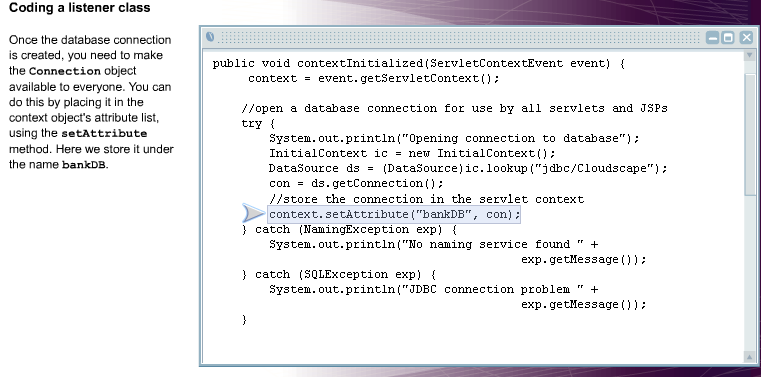 Coding a listener class
Once the database connection
is created, you need to make
the Connection object
available to everyone. You can
do this by placing it in the
context object's attribute list,
using the setAttribute
method. Here we store it under
the name bankDB.
public void contextInitialized(ServletContextEvent event) {
context = event.getServletContext();
//open a database connection for use by all servlets and JSPs
try {
System.out.println("Opening connection to database");
InitialContext ic = new InitialContext();
DataSource ds = (DataSource)ic.lookup("jdbc/Cloudscape");
con = ds.getConnection();
//store the connection in the servlet context
context.setAttribute("bankDB", con);
} catch (NamingException exp) {
System.out.println("No naming service found " +
exp.getMessage());
} catch (SQLException exp) {
System.out.println("JDBC connection problem " +
exp.getMessage());
}